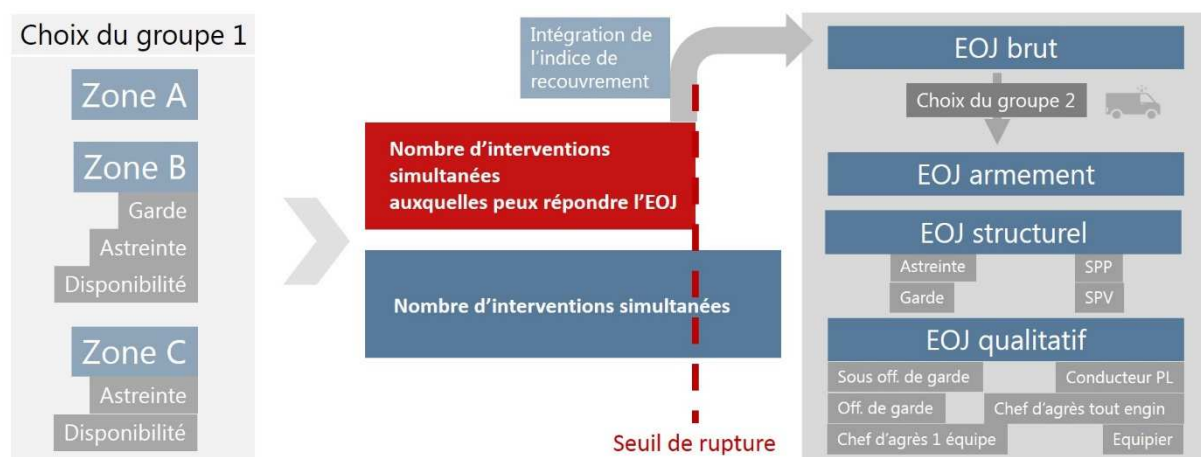 Choix du groupe 1
Zone A
Zone B
Garde
Astreinte
Disponibilité
Zone C
Astreinte
Disponibilité
Intégration de
l'indice de
recouvrement
Nombre d'interventions
simultanées
auxquelles peux répondre l'EOJ
Nombre d'interventions simultanées
Seuil de rupture
EOJ brut
Choix du groupe 2
EOJ armement
EOJ structurel
Astreinte SPP
Garde SPV
EOJ qualitatif
Sous off. de garde Conducteur PL
Off. de garde Chef d'agrès tout engin
Chef d'agrès 1 équipe Equipier